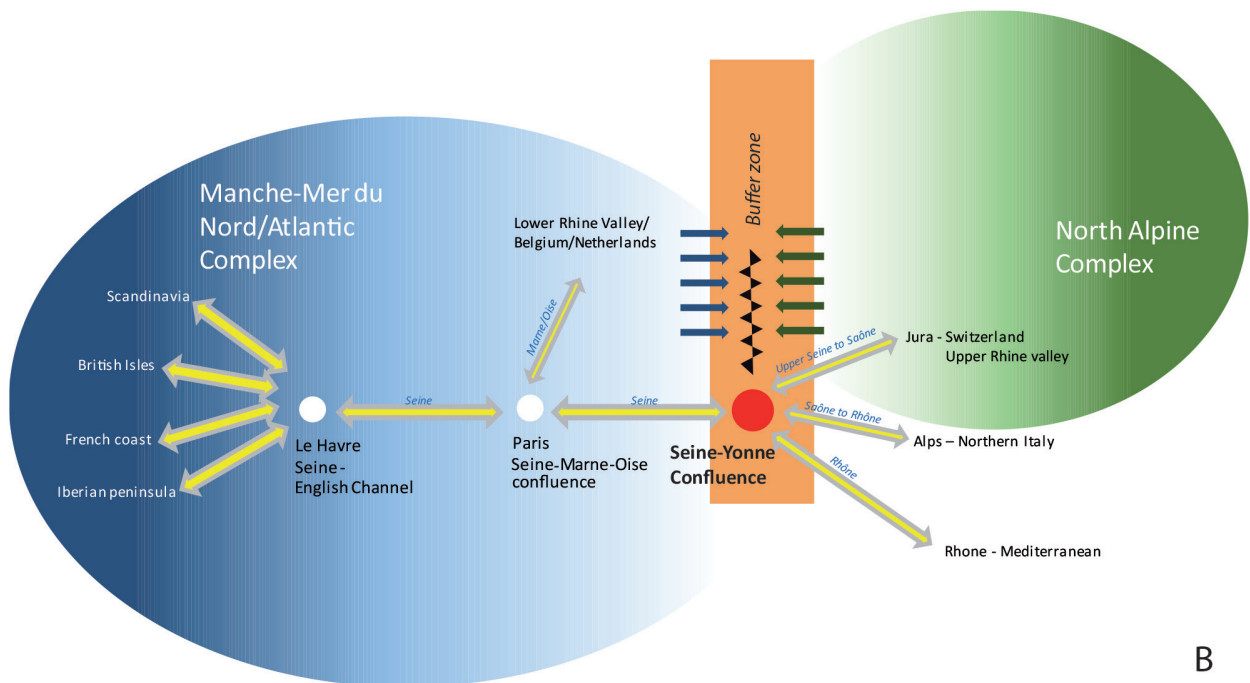 Manche-Mer du
Nord/Atlantic
Complex
Scandinavia
British Isles
French coast
Iberian peninsula
Le Havre
Seine -
English Channel
Seine
Lower Rhine Valley/
Belgium/Netherlands
Marne/Oise
Paris
Seine-Marne-Oise
confluence
Seine
Buffer zone
Seine-Yonne
Confluence
North Alpine
Complex
Upper Seine to Saône
Jura - Switzerland
Upper Rhine valley
Saône to Rhône
Alps – Northern Italy
Rhône
Rhone - Mediterranean
B